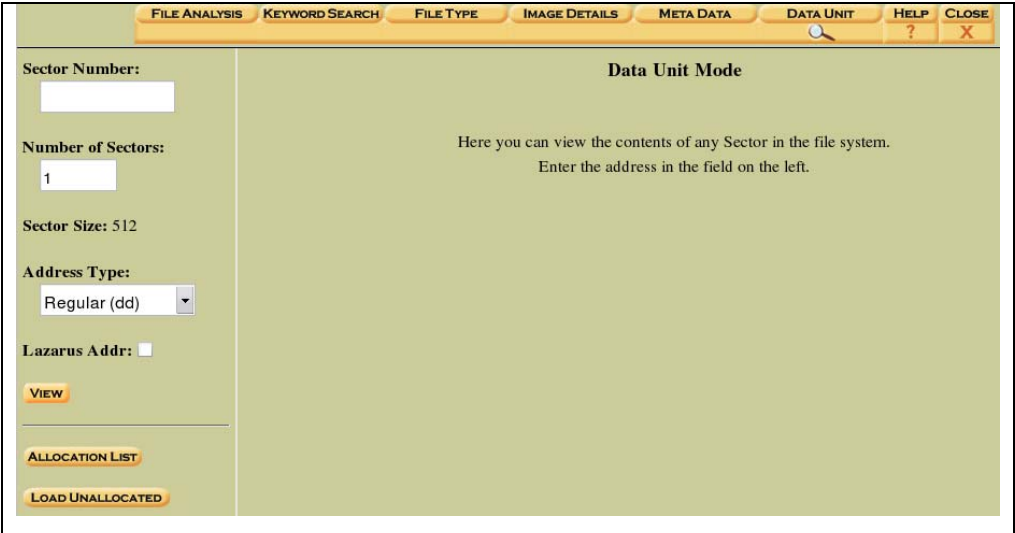 FILE ANALYSIS KEYWORD SEARCH FILE TYPE IMAGE DETAILS META DATA DATA UNIT HELP CLOSE
? X
Sector Number:
Data Unit Mode
Here you can view the contents of any Sector in the file system.
Enter the address in the field on the left.
Number of Sectors:
1
Sector Size: 512
Address Type:
Regular (dd)
Lazarus Addr:
VIEW
ALLOCATION LIST
LOAD UNALLOCATED